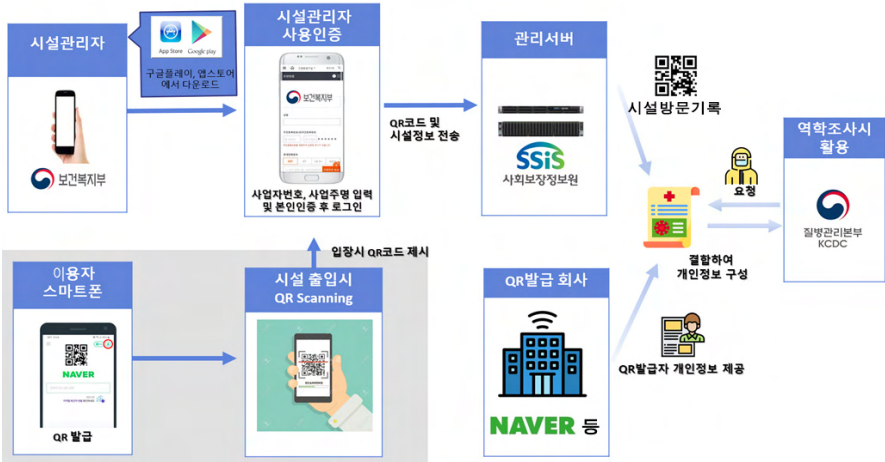 시설관리자
App Store Google play
구글플레이, 앱스토어
에서 다운로드
보건복지부
시설관리자
사용인증
보건복지부
사업자번호, 사업주명 입력
및 본인인증 후 로그인
QR코드 및
시설정보 전송
관리서버
SSiS
사회보장정보원
시설방문기록
요청
역학조사시
활용
질병관리본부
KCDC
결합하여
개인정보 구성
이용자
스마트폰
NAVER
QR 발급
입장시 QR코드 제시
시설 출입시
QR Scanning
SCANNING
QR발급 회사
NAVER 등
QR발급자 개인정보 제공